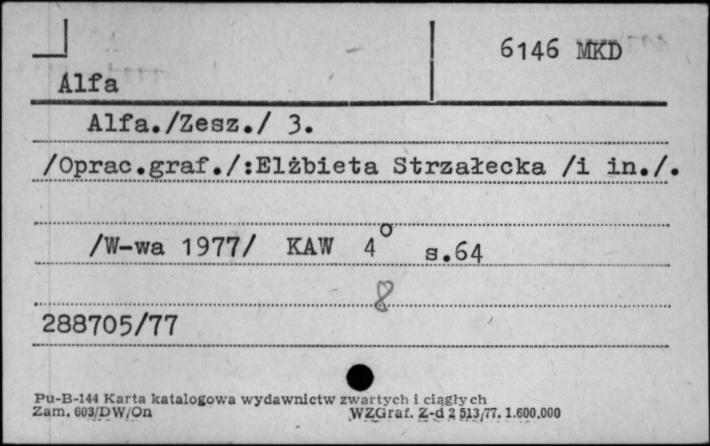 6146 MKD
Alfa
Alfa./Zesz./ 3.
/Oprac.graf./:Elżbieta Strzałecka /i in./.
/W-wa 1977/ KAW 4° s.64
8
288705/77
Pu-B-144 Karta katalogowa wydawnictw zwartych i ciągłych
Zam. 603/DW/On WZGraf. Z-d 2 513/77. 1.600.000